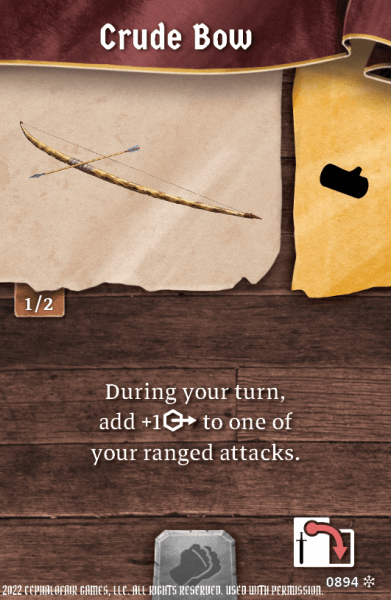 Crude Bow
1/2
During your turn,
add +1 to one of
your ranged attacks.
0894
2022 CEPHALOFAIR GAMES, LLC. ALL RIGHTS RESERVED. USED WITH PERMISSION.